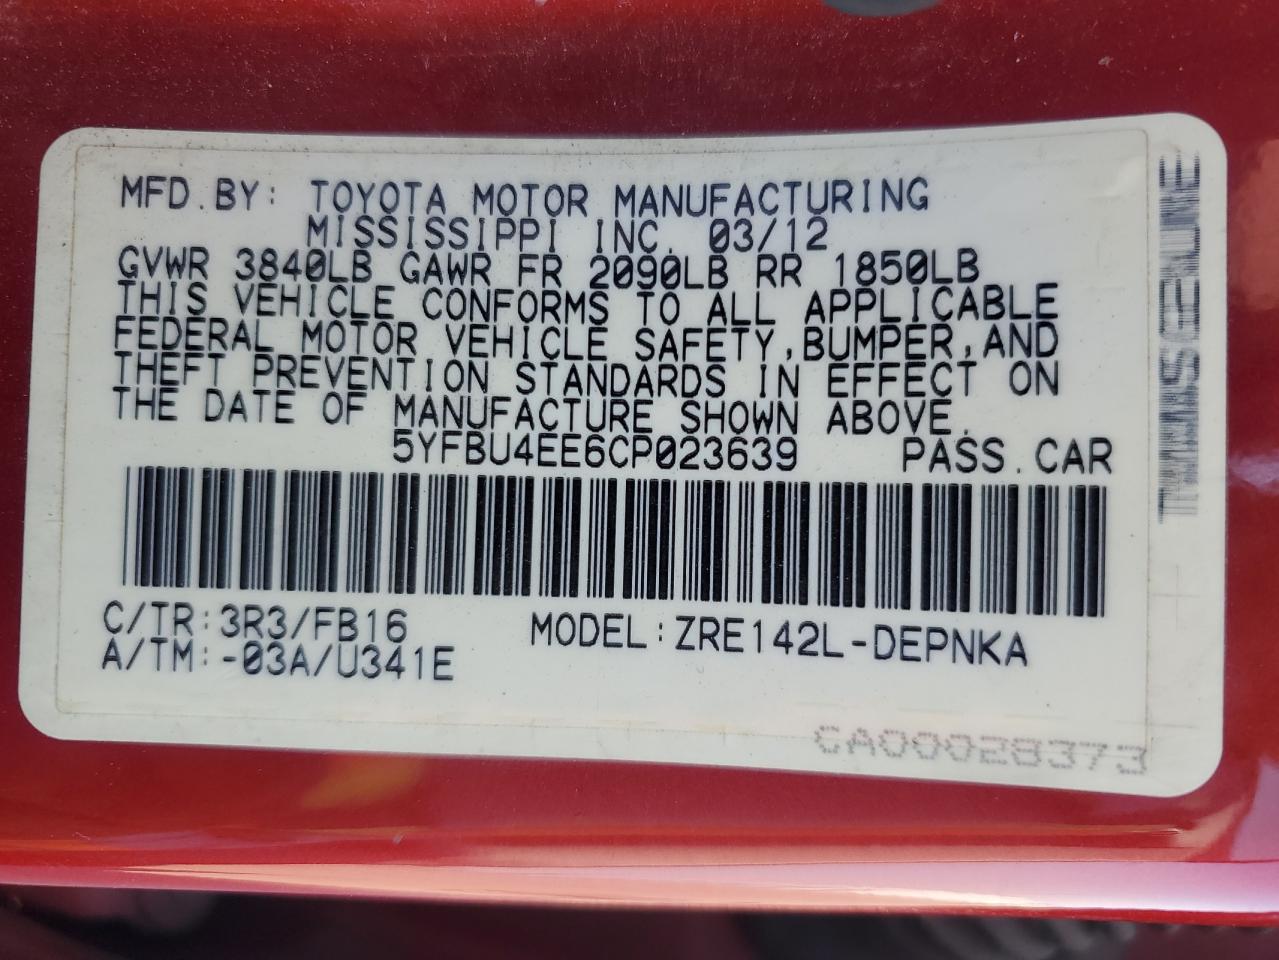 MFD.BY: TOYOTA MOTOR MANUFACTURING
MISSISSIPPI INC. 03/12
GVWR 3840LB GAWR FR 2090LB RR 1850LB
THIS VEHICLE CONFORMS TO ALL APPLICABLE
FEDERAL MOTOR VEHICLE SAFETY,BUMPER,AND
THEFT PREVENTION STANDARDS IN EFFECT ON
THE DATE OF MANUFACTURE SHOWN ABOVE.
5YFBU4EE6CP023639 PASS.CAR
C/TR:3R3/FB16 MODEL:ZRE142L-DEPNKA
A/TM:-03A/U341E
CA00028373